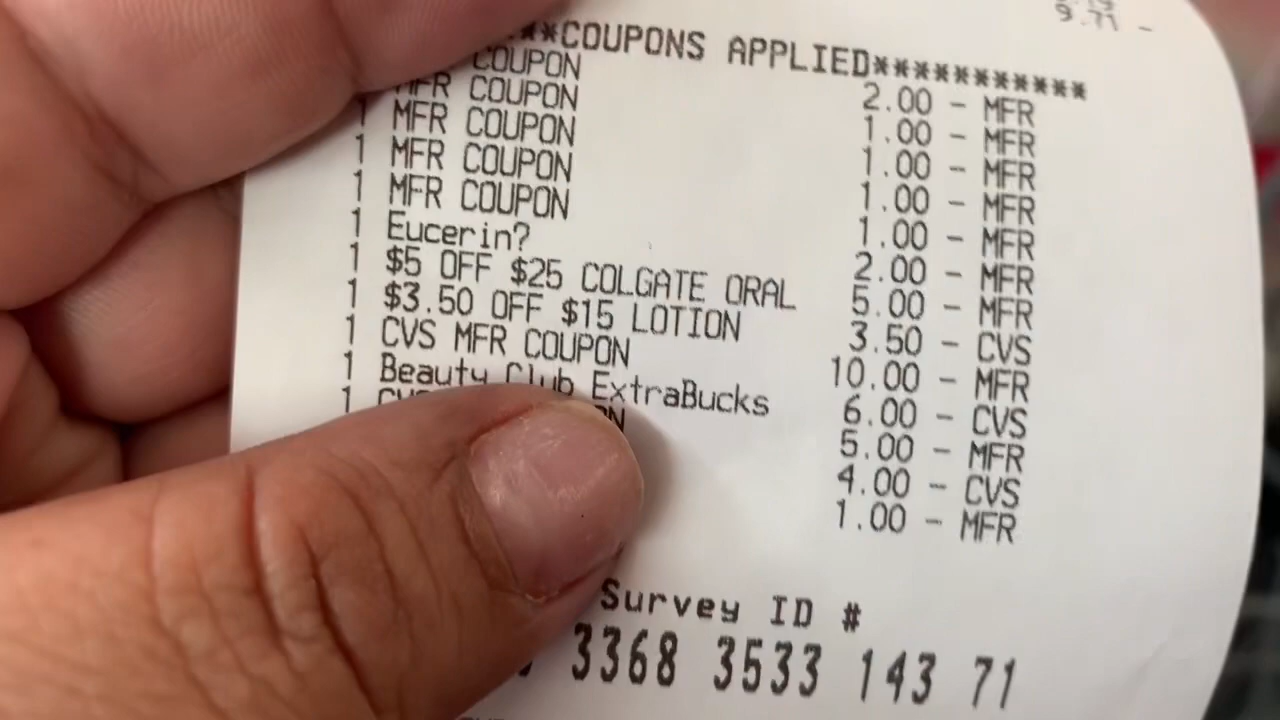 9.71 -
**COUPONS APPLIED***********
COUPON 2.00 - MFR
MFR COUPON 1.00 - MFR
1 MFR COUPON 1.00 - MFR
1 MFR COUPON 1.00 - MFR
1 MFR COUPON 1.00 - MFR
1 Eucerin? 2.00 - MFR
1 $5 OFF $25 COLGATE ORAL 5.00 - MFR
1 $3.50 OFF $15 LOTION 3.50 - CVS
1 CVS MFR COUPON 10.00 - MFR
1 Beauty Club ExtraBucks 6.00 - CVS
1 5.00 - MFR
4.00 - CVS
1.00 - MFR
Survey ID #
3368 3533 143 71